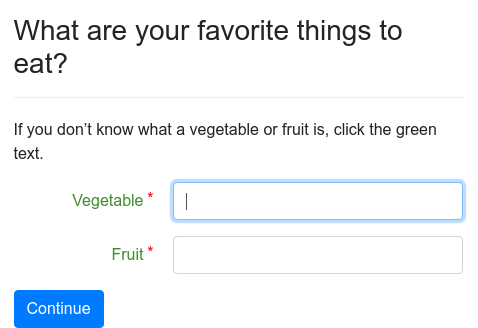 What are your favorite things to
eat?
If you don’t know what a vegetable or fruit is, click the green
text.
Vegetable *
Fruit *
Continue